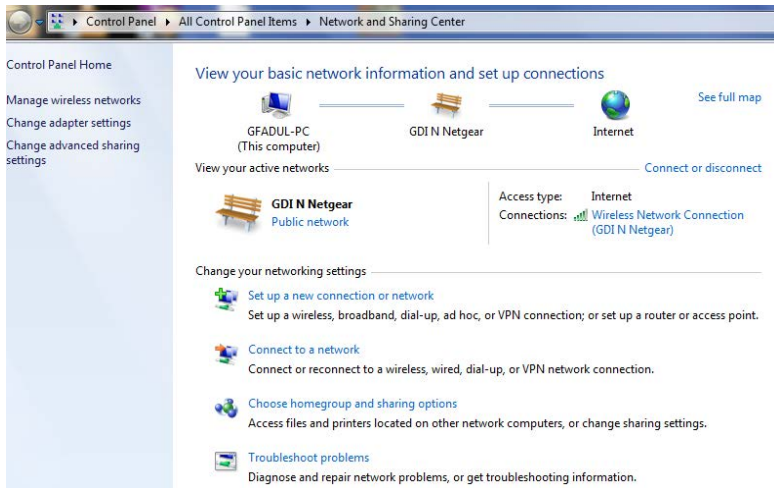 Control Panel ▸ All Control Panel Items ▸ Network and Sharing Center
Control Panel Home
Manage wireless networks
Change adapter settings
Change advanced sharing
settings
View your basic network information and set up connections
See full map
GFADUL-PC
(This computer)
GDI N Netgear
Internet
View your active networks
Connect or disconnect
GDI N Netgear
Public network
Access type: Internet
Connections: Wireless Network Connection
(GDI N Netgear)
Change your networking settings
Set up a new connection or network
Set up a wireless, broadband, dial-up, ad hoc, or VPN connection; or set up a router or access point.
Connect to a network
Connect or reconnect to a wireless, wired, dial-up, or VPN network connection.
Choose homegroup and sharing options
Access files and printers located on other network computers, or change sharing settings.
Troubleshoot problems
Diagnose and repair network problems, or get troubleshooting information.